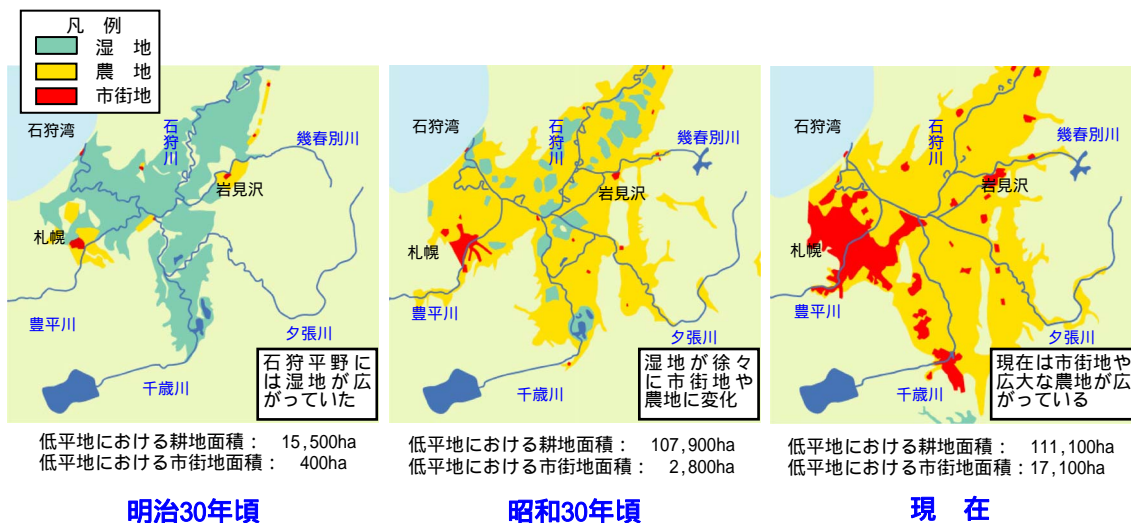 凡 例
湿 地
農 地
市街地
石狩湾
石狩川
幾春別川
岩見沢
札幌
豊平川
夕張川
千歳川
石狩平野に
は湿地が広
がっていた
低平地における耕地面積： 15,500ha
低平地における市街地面積： 400ha
明治30年頃
石狩湾
石狩川
幾春別川
岩見沢
札幌
豊平川
夕張川
千歳川
湿地が徐々
に市街地や
農地に変化
低平地における耕地面積： 107,900ha
低平地における市街地面積： 2,800ha
昭和30年頃
石狩湾
石狩川
幾春別川
岩見沢
札幌
豊平川
夕張川
千歳川
現在は市街地や
広大な農地が広
がっている
低平地における耕地面積： 111,100ha
低平地における市街地面積：17,100ha
現 在